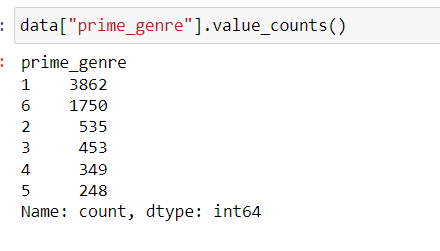 : data["prime_genre"].value_counts()
: prime_genre
1    3862
6    1750
2     535
3     453
4     349
5     248
Name: count, dtype: int64